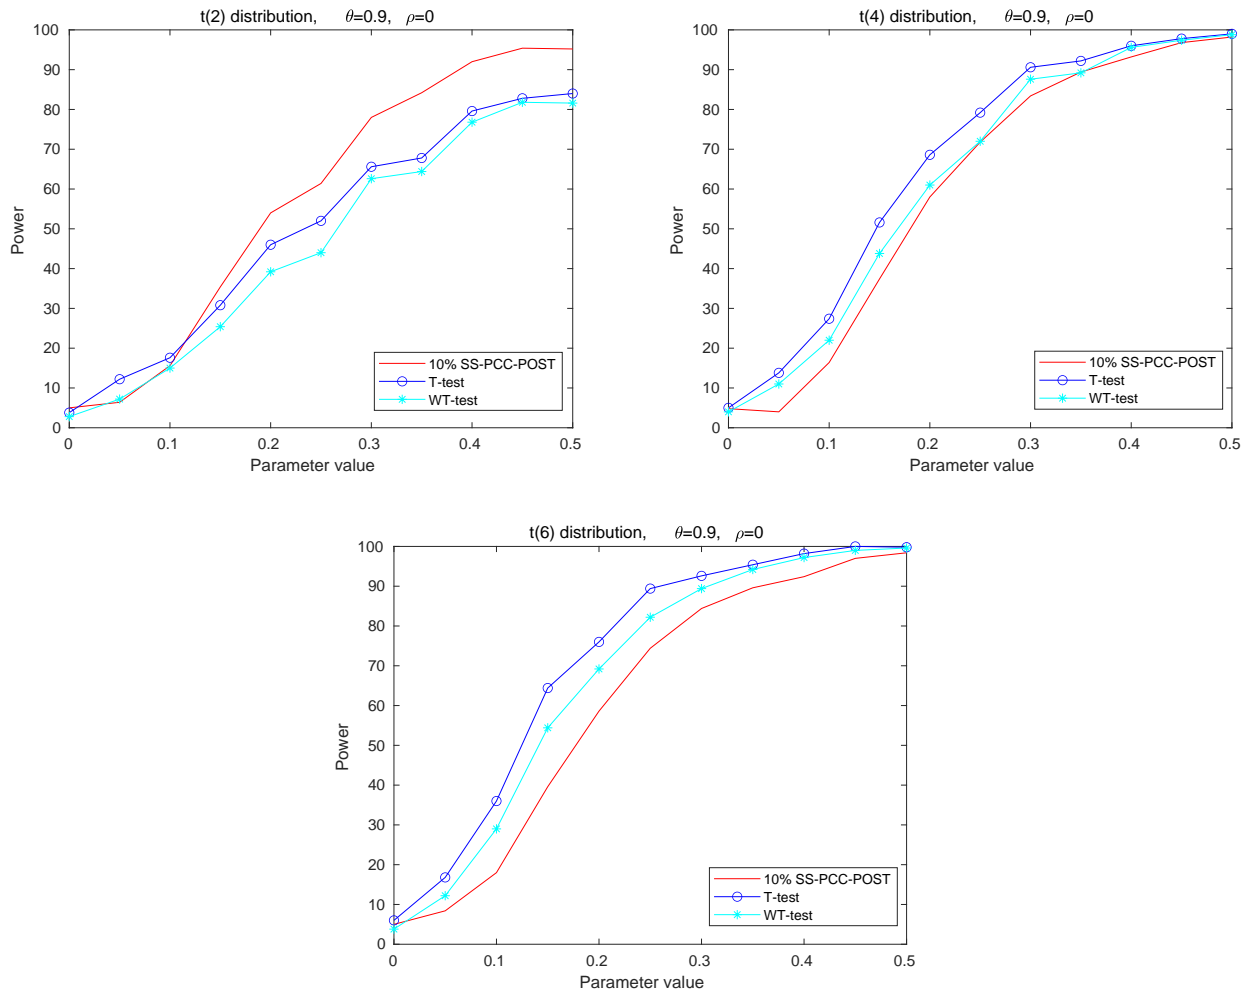 t(2) distribution, θ=0.9, ρ=0
100
90
80
70
60
50
40
30
20
10
0
Power
0 0.1 0.2 0.3 0.4 0.5
Parameter value
10% SS-PCC-POST
T-test
WT-test
t(4) distribution, θ=0.9, ρ=0
100
90
80
70
60
50
40
30
20
10
0
Power
0 0.1 0.2 0.3 0.4 0.5
Parameter value
10% SS-PCC-POST
T-test
WT-test
t(6) distribution, θ=0.9, ρ=0
100
90
80
70
60
50
40
30
20
10
0
Power
0 0.1 0.2 0.3 0.4 0.5
Parameter value
10% SS-PCC-POST
T-test
WT-test